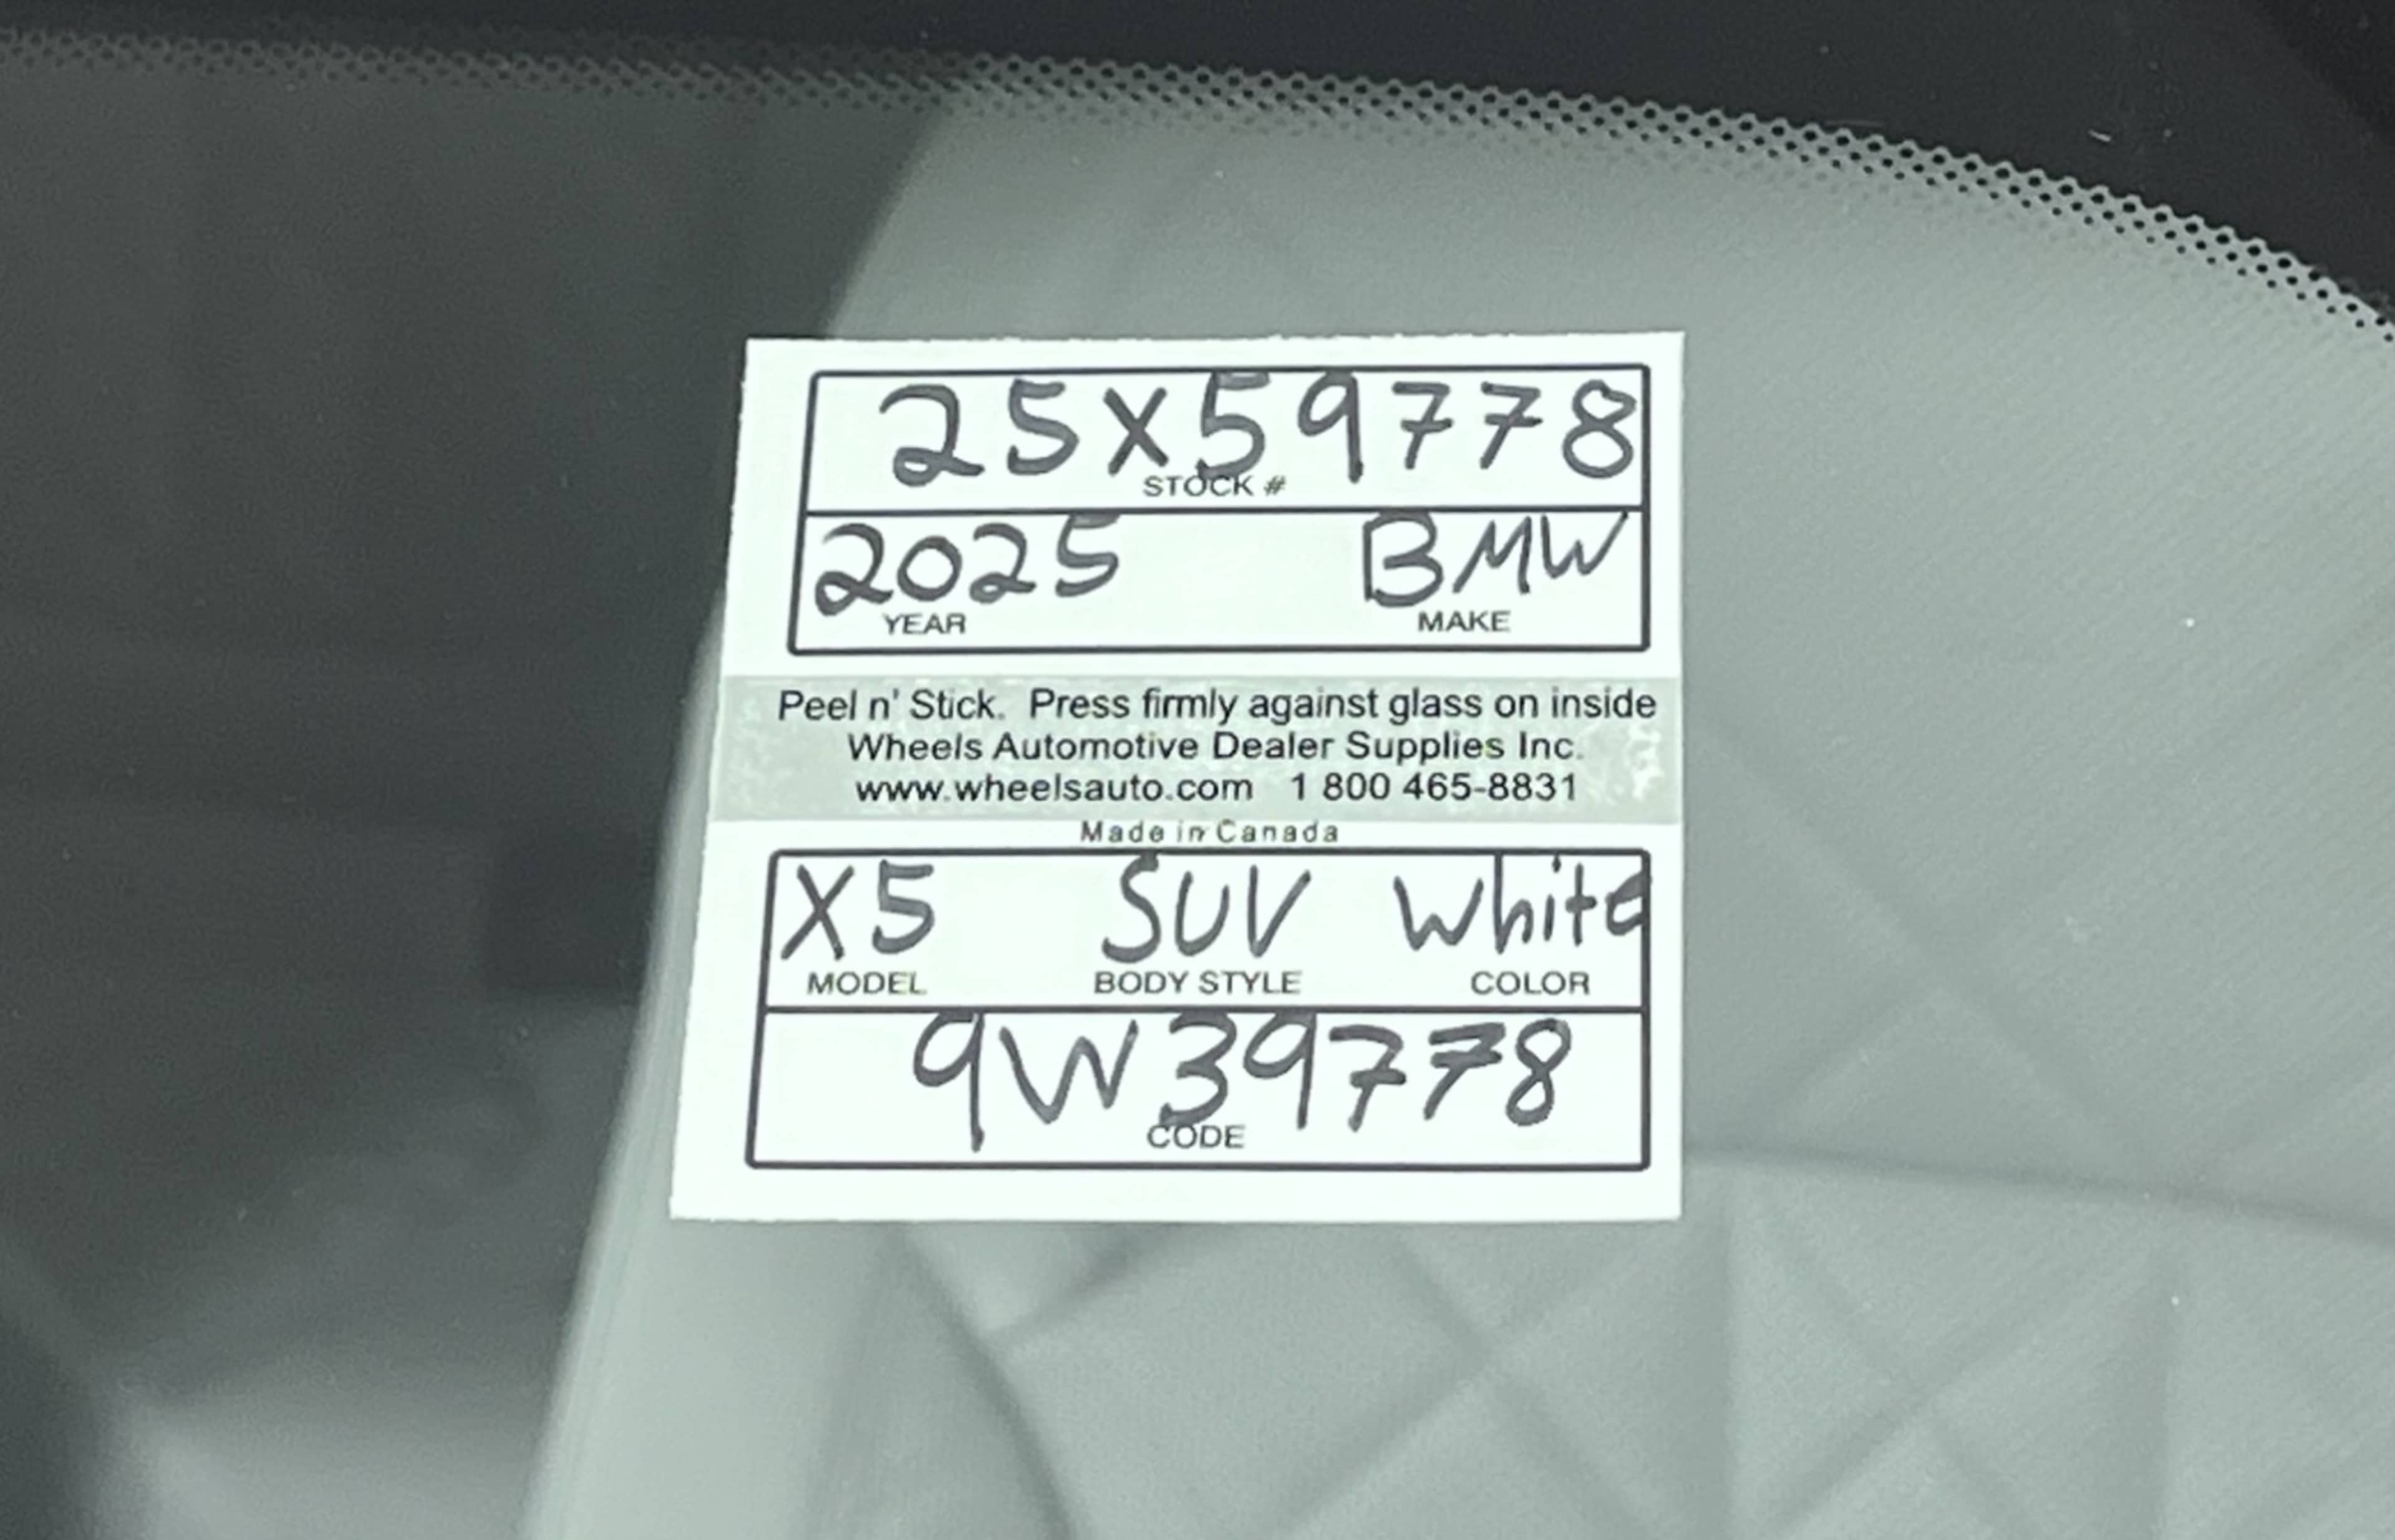 25X59778
STOCK #
2025 BMW
YEAR MAKE
Peel n' Stick. Press firmly against glass on inside
Wheels Automotive Dealer Supplies Inc.
www.wheelsauto.com 1 800 465-8831
Made in Canada
X5 SUV White
MODEL BODY STYLE COLOR
9W39778
CODE